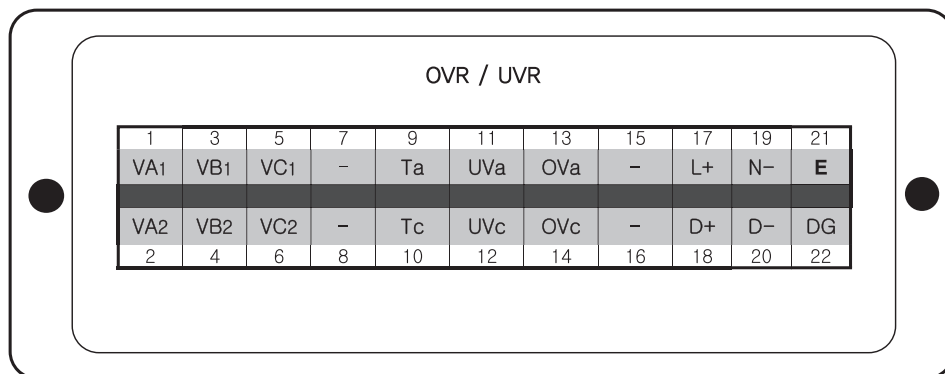 OVR / UVR
1 3 5 7 9 11 13 15 17 19 21
VA1 VB1 VC1 - Ta UVa OVa - L+ N- E
VA2 VB2 VC2 - Tc UVc OVc - D+ D- DG
2 4 6 8 10 12 14 16 18 20 22